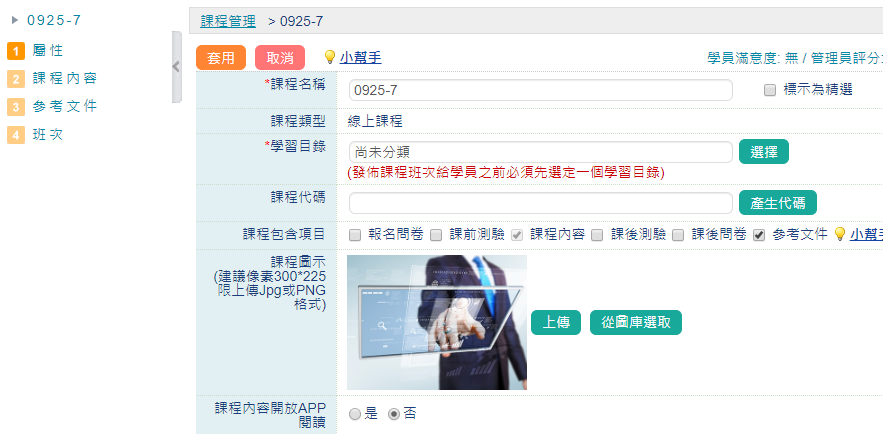 0925-7
1 屬性
2 課程內容
3 參考文件
4 班次
課程管理 > 0925-7
套用 取消 小幫手 學員滿意度: 無 / 管理員評分:
*課程名稱 0925-7 標示為精選
課程類型 線上課程
*學習目錄 尚未分類 選擇
(發佈課程班次給學員之前必須先選定一個學習目錄)
課程代碼 產生代碼
課程包含項目 報名問卷 課前測驗 課程內容 課後測驗 課後問卷 參考文件 小幫手
課程圖示
(建議像素300*225
限上傳Jpg或PNG
格式)
上傳 從圖庫選取
課程內容開放APP
閱讀
是 否